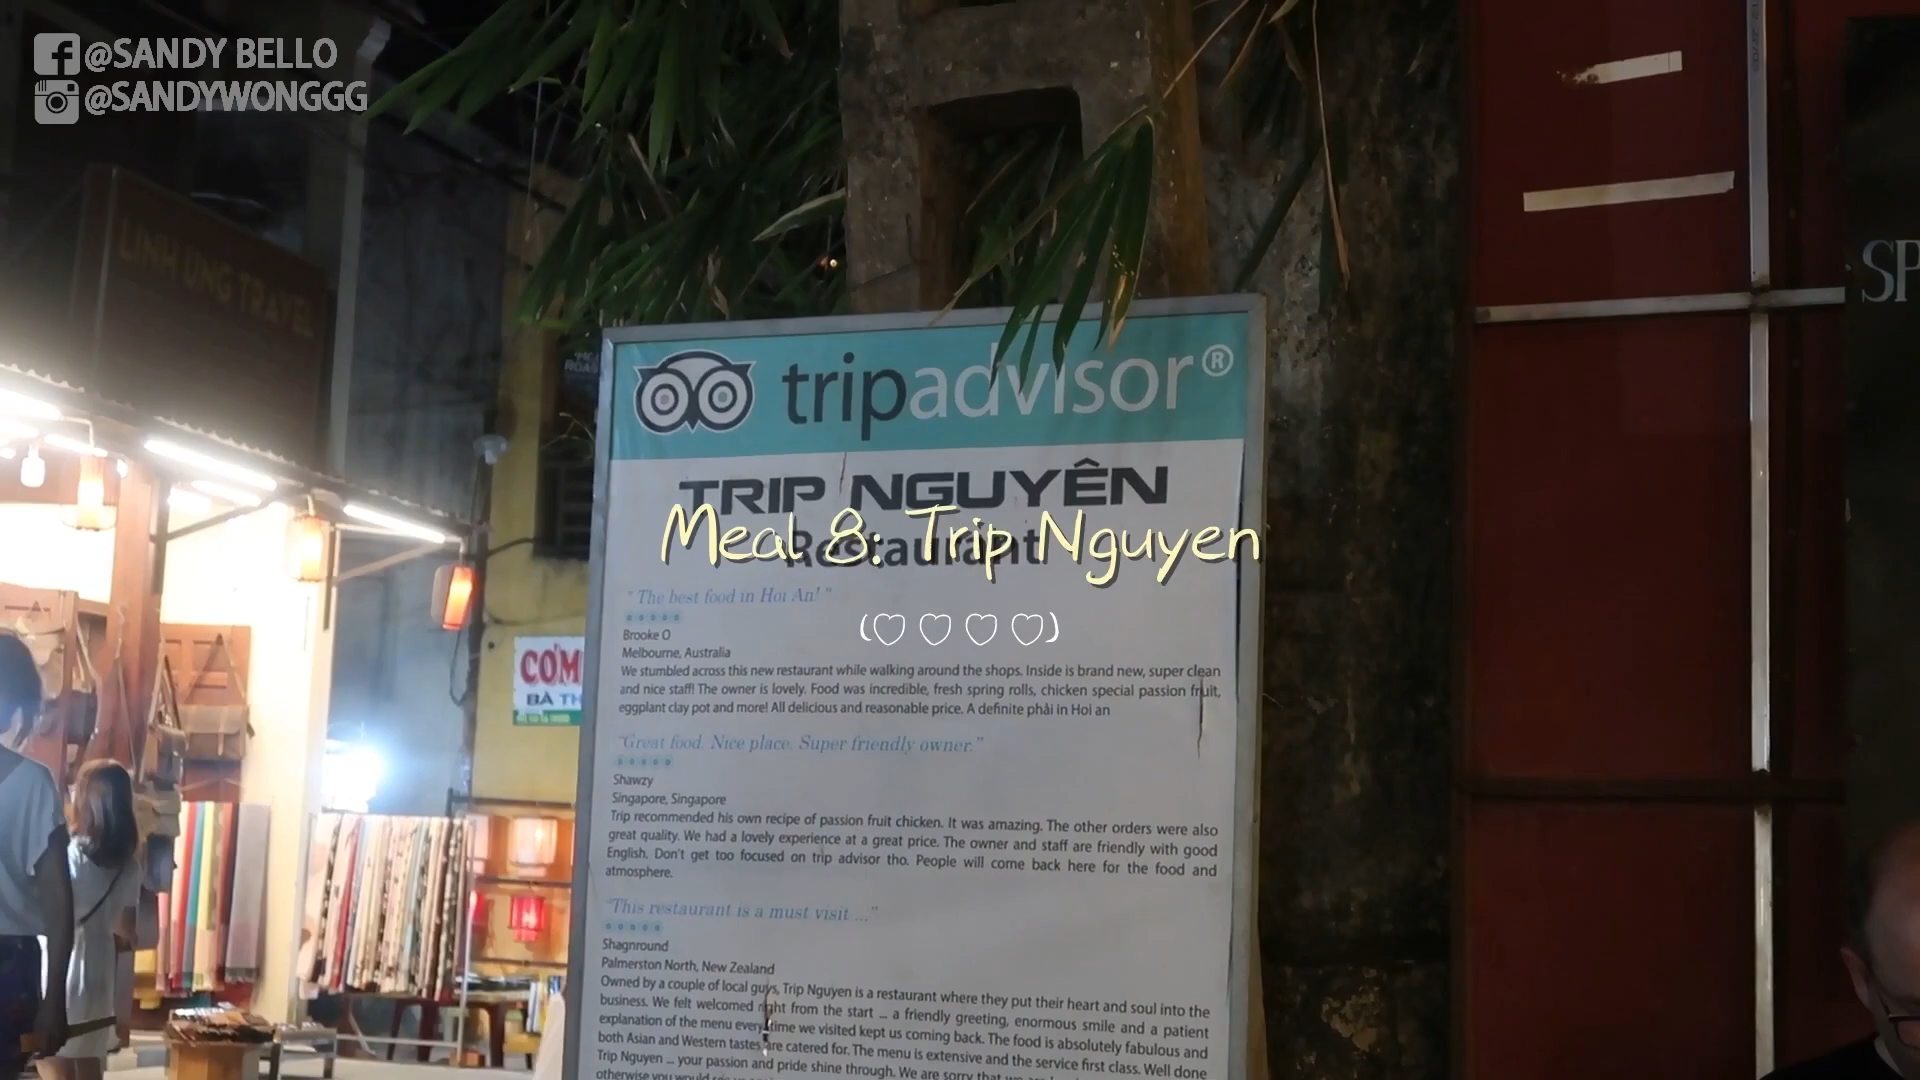 @SANDY BELLO
@SANDYWONGGG
LINH UNG TRAVEL
SP
tripadvisor®
TRIP NGUYÊN
Restaurant
Meal 8: Trip Nguyen
(♡ ♡ ♡ ♡)
" The best food in Hoi An! "
Brooke O
Melbourne, Australia
We stumbled across this new restaurant while walking around the shops. Inside is brand new, super clean
and nice staff! The owner is lovely. Food was incredible, fresh spring rolls, chicken special passion fruit,
eggplant clay pot and more! All delicious and reasonable price. A definite phải in Hoi an
CƠM
BÀ TH
"Great food. Nice place. Super friendly owner."
Shawzy
Singapore, Singapore
Trip recommended his own recipe of passion fruit chicken. It was amazing. The other orders were also
great quality. We had a lovely experience at a great price. The owner and staff are friendly with good
English. Don't get too focused on trip advisor tho. People will come back here for the food and
atmosphere.
"This restaurant is a must visit ..."
Shagnround
Palmerston North, New Zealand
Owned by a couple of local guys, Trip Nguyen is a restaurant where they put their heart and soul into the
business. We felt welcomed right from the start ... a friendly greeting, enormous smile and a patient
explanation of the menu every time we visited kept us coming back. The food is absolutely fabulous and
both Asian and Western tastes are catered for. The menu is extensive and the service first class. Well done
Trip Nguyen ... your passion and pride shine through. We are sorry that
otherwise you would